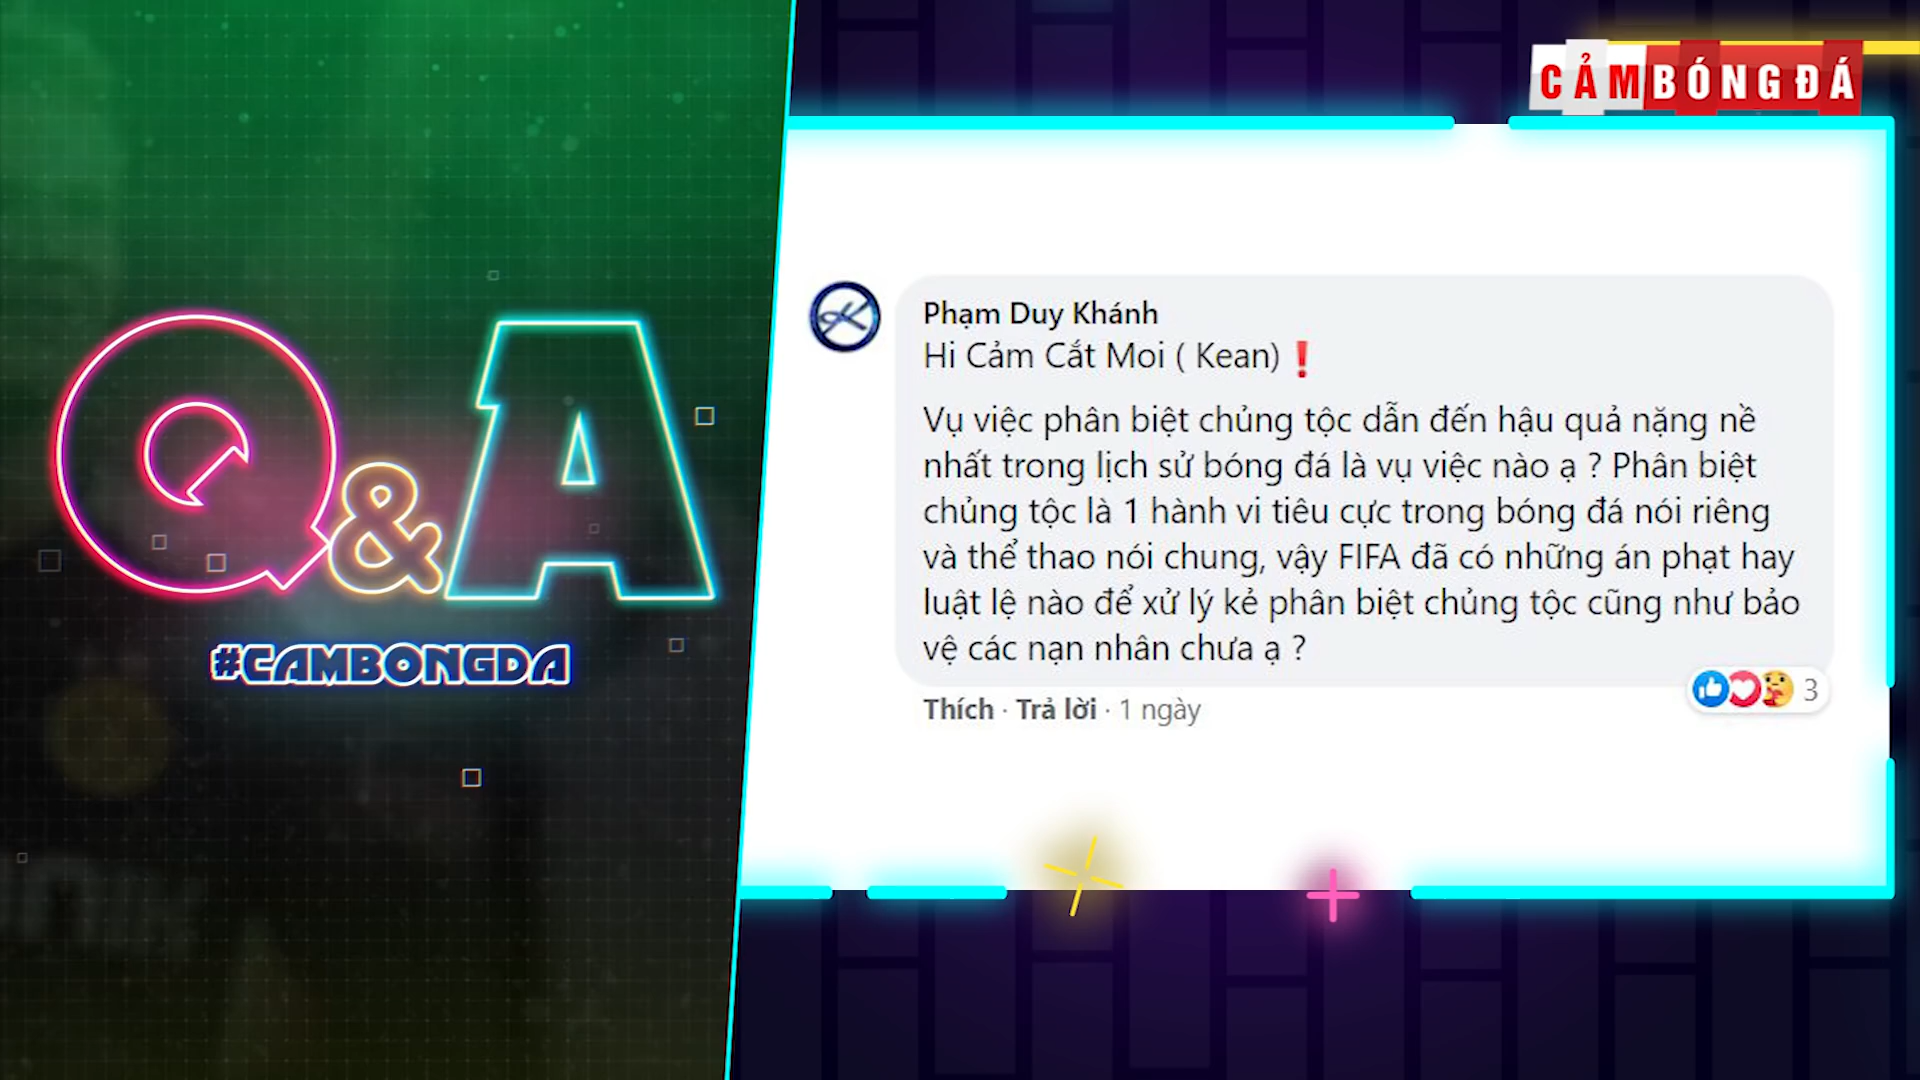 CẢMBÓNGĐÁ
Q&A
#CAMBONGDA
Phạm Duy Khánh
Hi Cảm Cắt Moi ( Kean) ❗
Vụ việc phân biệt chủng tộc dẫn đến hậu quả nặng nề
nhất trong lịch sử bóng đá là vụ việc nào ạ ? Phân biệt
chủng tộc là 1 hành vi tiêu cực trong bóng đá nói riêng
và thể thao nói chung, vậy FIFA đã có những án phạt hay
luật lệ nào để xử lý kẻ phân biệt chủng tộc cũng như bảo
vệ các nạn nhân chưa ạ ?
Thích · Trả lời · 1 ngày
3